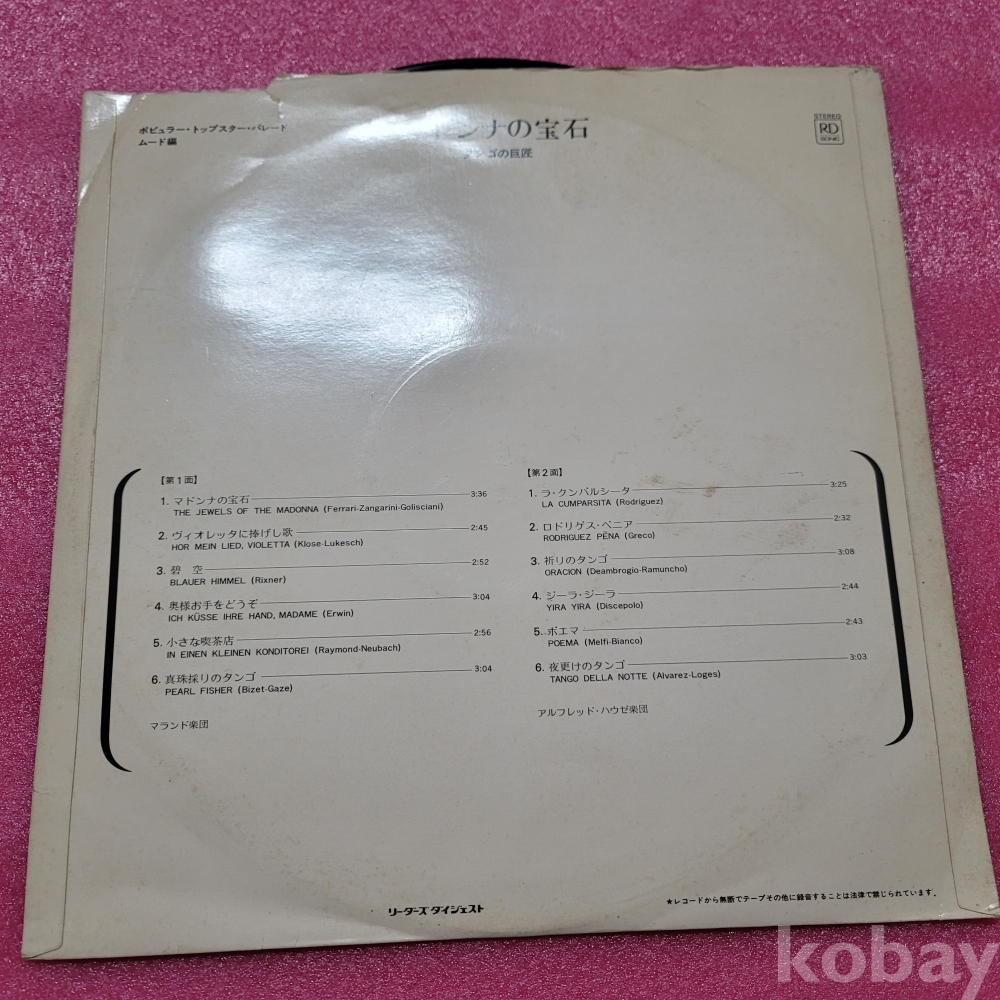 ポピュラー・トップスター・パレード
ムード編
ドンナの宝石
タンゴの巨匠
STEREO
RD
SONIC
【第1面】
1. マドンナの宝石 3:36
THE JEWELS OF THE MADONNA (Ferrari-Zangarini-Golisciani)
2. ヴィオレッタに捧げし歌 2:45
HOR MEIN LIED, VIOLETTA (Klose-Lukesch)
3. 碧 空 2:52
BLAUER HIMMEL (Rixner)
4. 奥様お手をどうぞ 3:04
ICH KÜSSE IHRE HAND, MADAME (Erwin)
5. 小さな喫茶店 2:56
IN EINEN KLEINEN KONDITOREI (Raymond-Neubach)
6. 真珠採りのタンゴ 3:04
PEARL FISHER (Bizet-Gaze)
マランド楽団
【第2面】
1. ラ・クンパルシータ 3:25
LA CUMPARSITA (Rodriguez)
2. ロドリゲス・ペニア 2:32
RODRIGUEZ PĒNA (Greco)
3. 祈りのタンゴ 3:08
ORACION (Deambrogio-Ramuncho)
4. ジーラ・ジーラ 2:44
YIRA YIRA (Discepolo)
5. ポエマ 2:43
POEMA (Melfi-Bianco)
6. 夜更けのタンゴ 3:03
TANGO DELLA NOTTE (Alvarez-Loges)
アルフレッド・ハウゼ楽団
リーダーズ ダイジェスト
★レコードから無断でテープその他に録音することは法律で禁じられています。
kobay